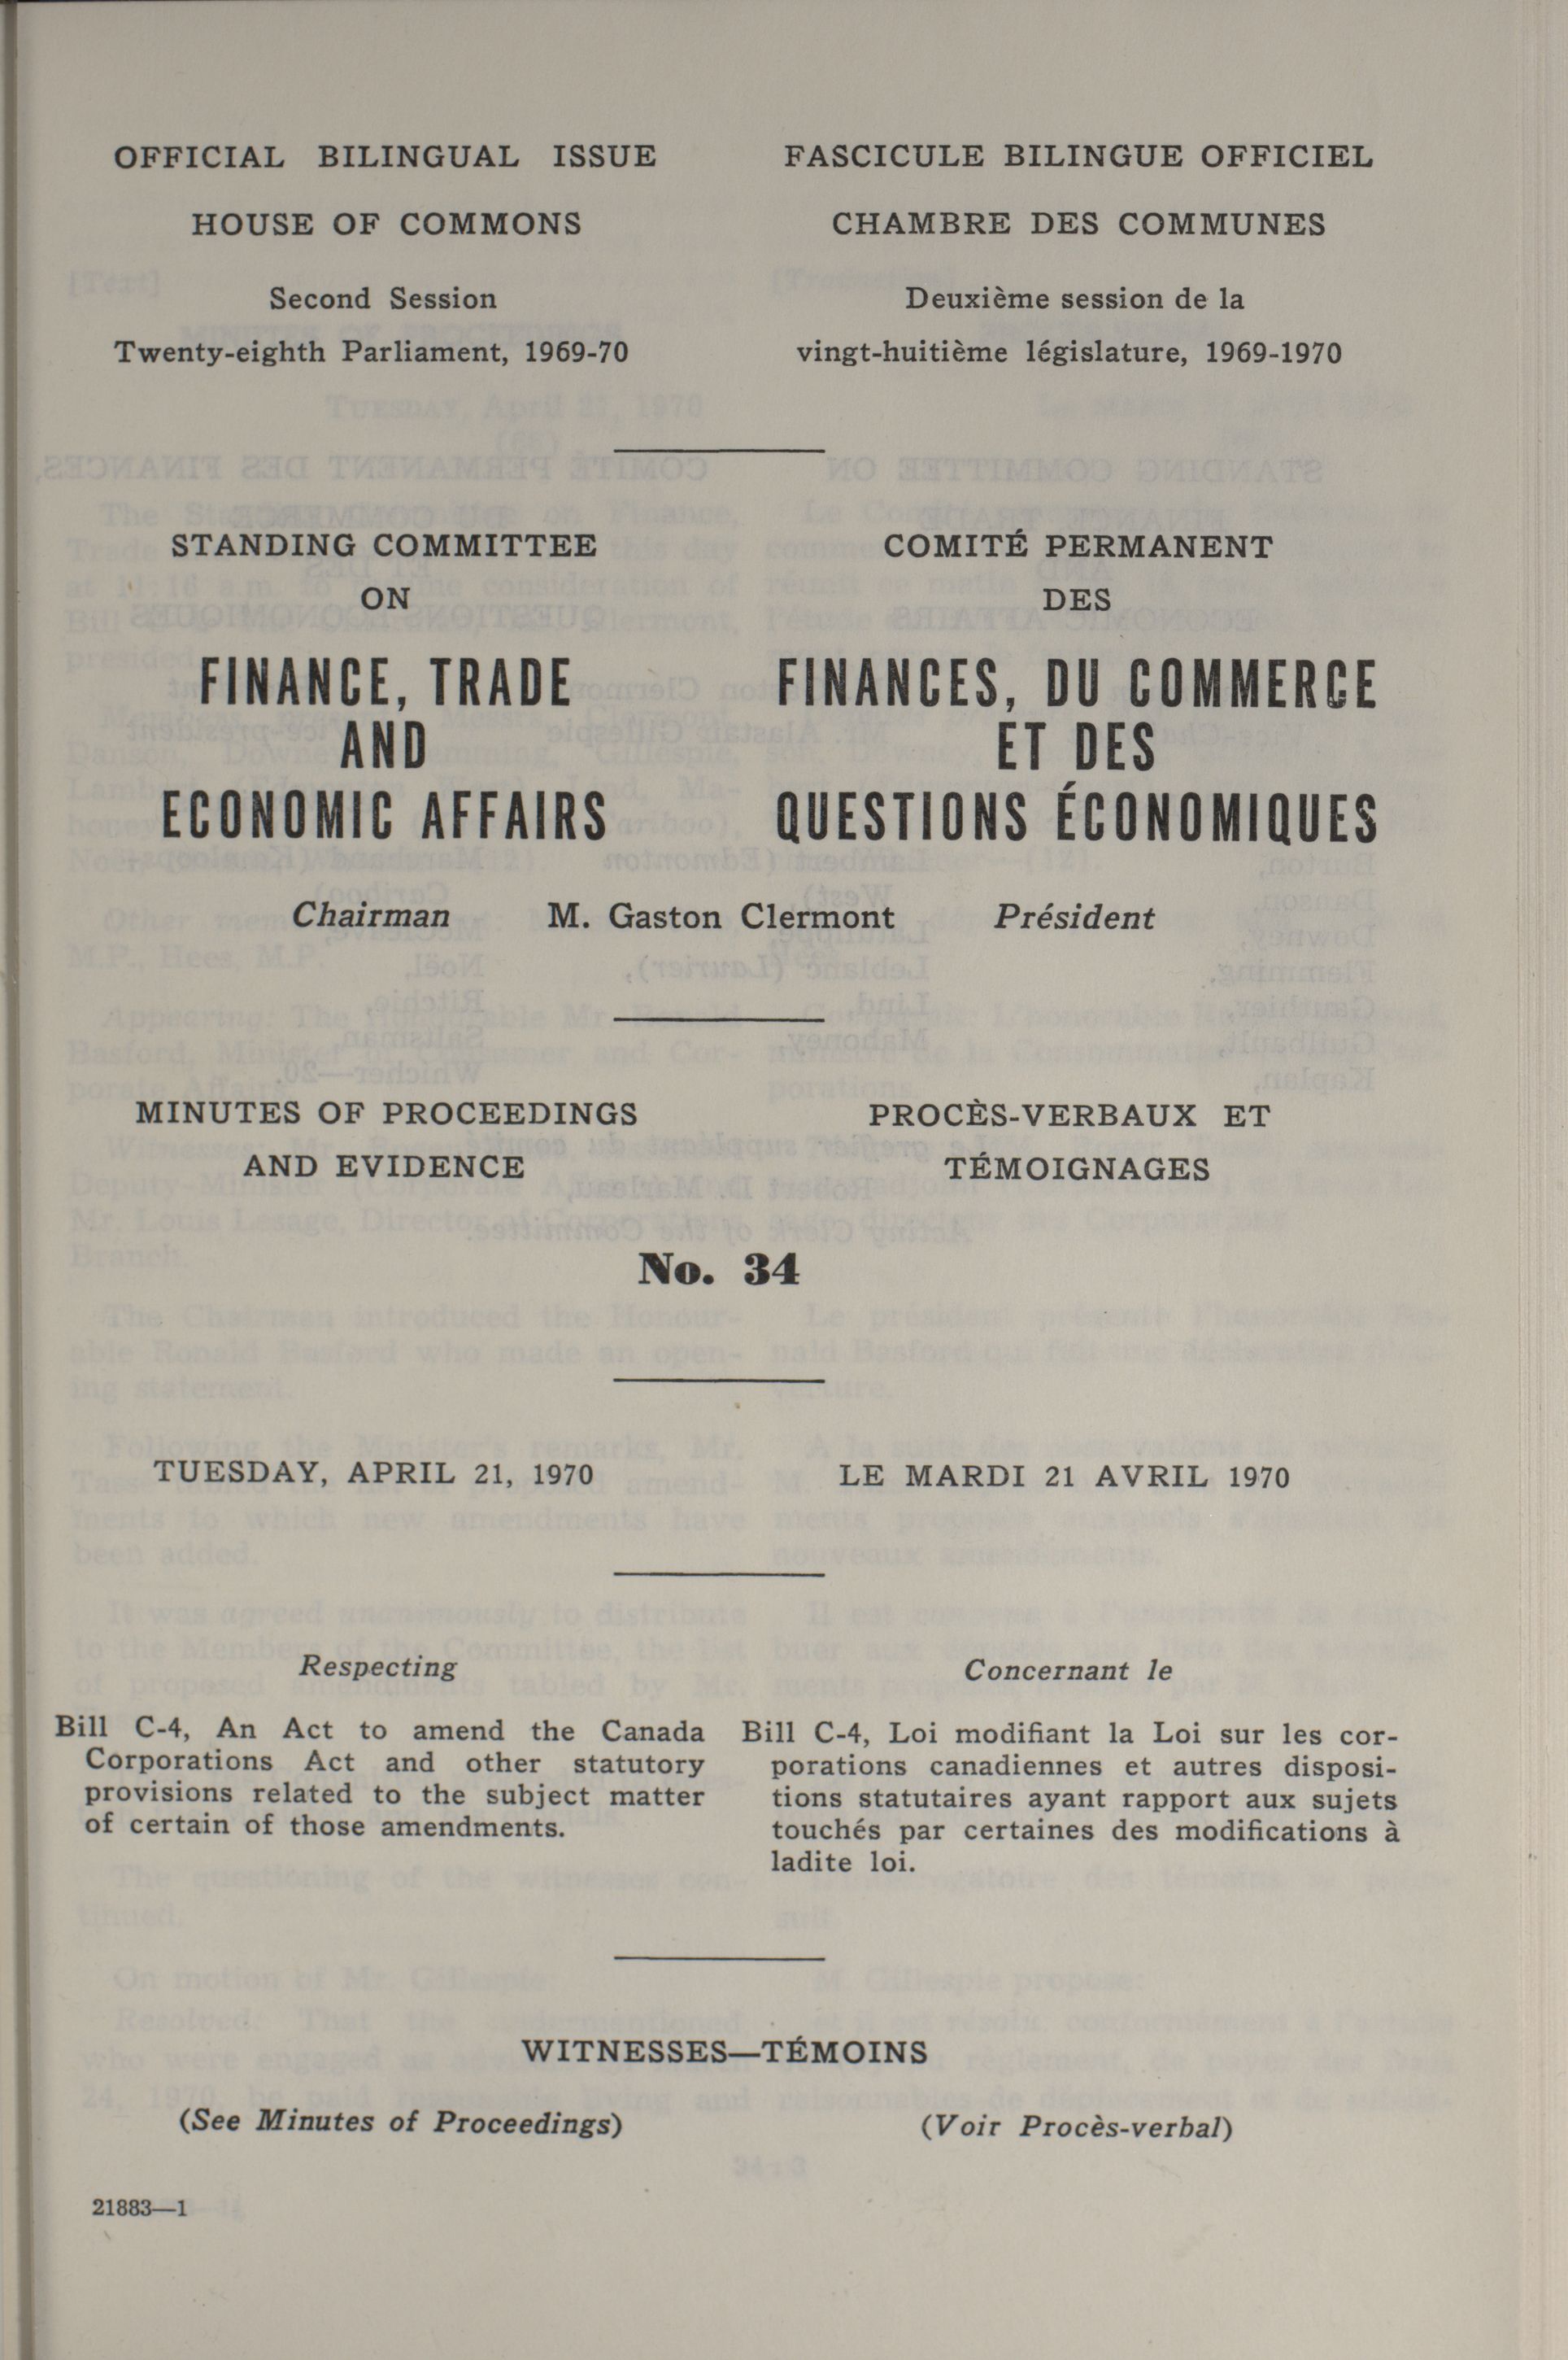 OFFICIAL BILINGUAL ISSUE
HOUSE OF COMMONS
Second Session
Twenty-eighth Parliament, 1969-70
FASCICULE BILINGUE OFFICIEL
CHAMBRE DES COMMUNES
Deuxième session de la
vingt-huitième législature, 1969-1970
STANDING COMMITTEE
ON
FINANCE, TRADE
AND
ECONOMIC AFFAIRS
COMITÉ PERMANENT
DES
FINANCES, DU COMMERCE
ET DES
QUESTIONS ÉCONOMIQUES
Chairman M. Gaston Clermont Président
MINUTES OF PROCEEDINGS
AND EVIDENCE
PROCÈS-VERBAUX ET
TÉMOIGNAGES
No. 34
TUESDAY, APRIL 21, 1970
LE MARDI 21 AVRIL 1970
Respecting
Bill C-4, An Act to amend the Canada
Corporations Act and other statutory
provisions related to the subject matter
of certain of those amendments.
Concernant le
Bill C-4, Loi modifiant la Loi sur les cor-
porations canadiennes et autres disposi-
tions statutaires ayant rapport aux sujets
touchés par certaines des modifications à
ladite loi.
WITNESSES—TÉMOINS
(See Minutes of Proceedings)
(Voir Procès-verbal)
21883—1